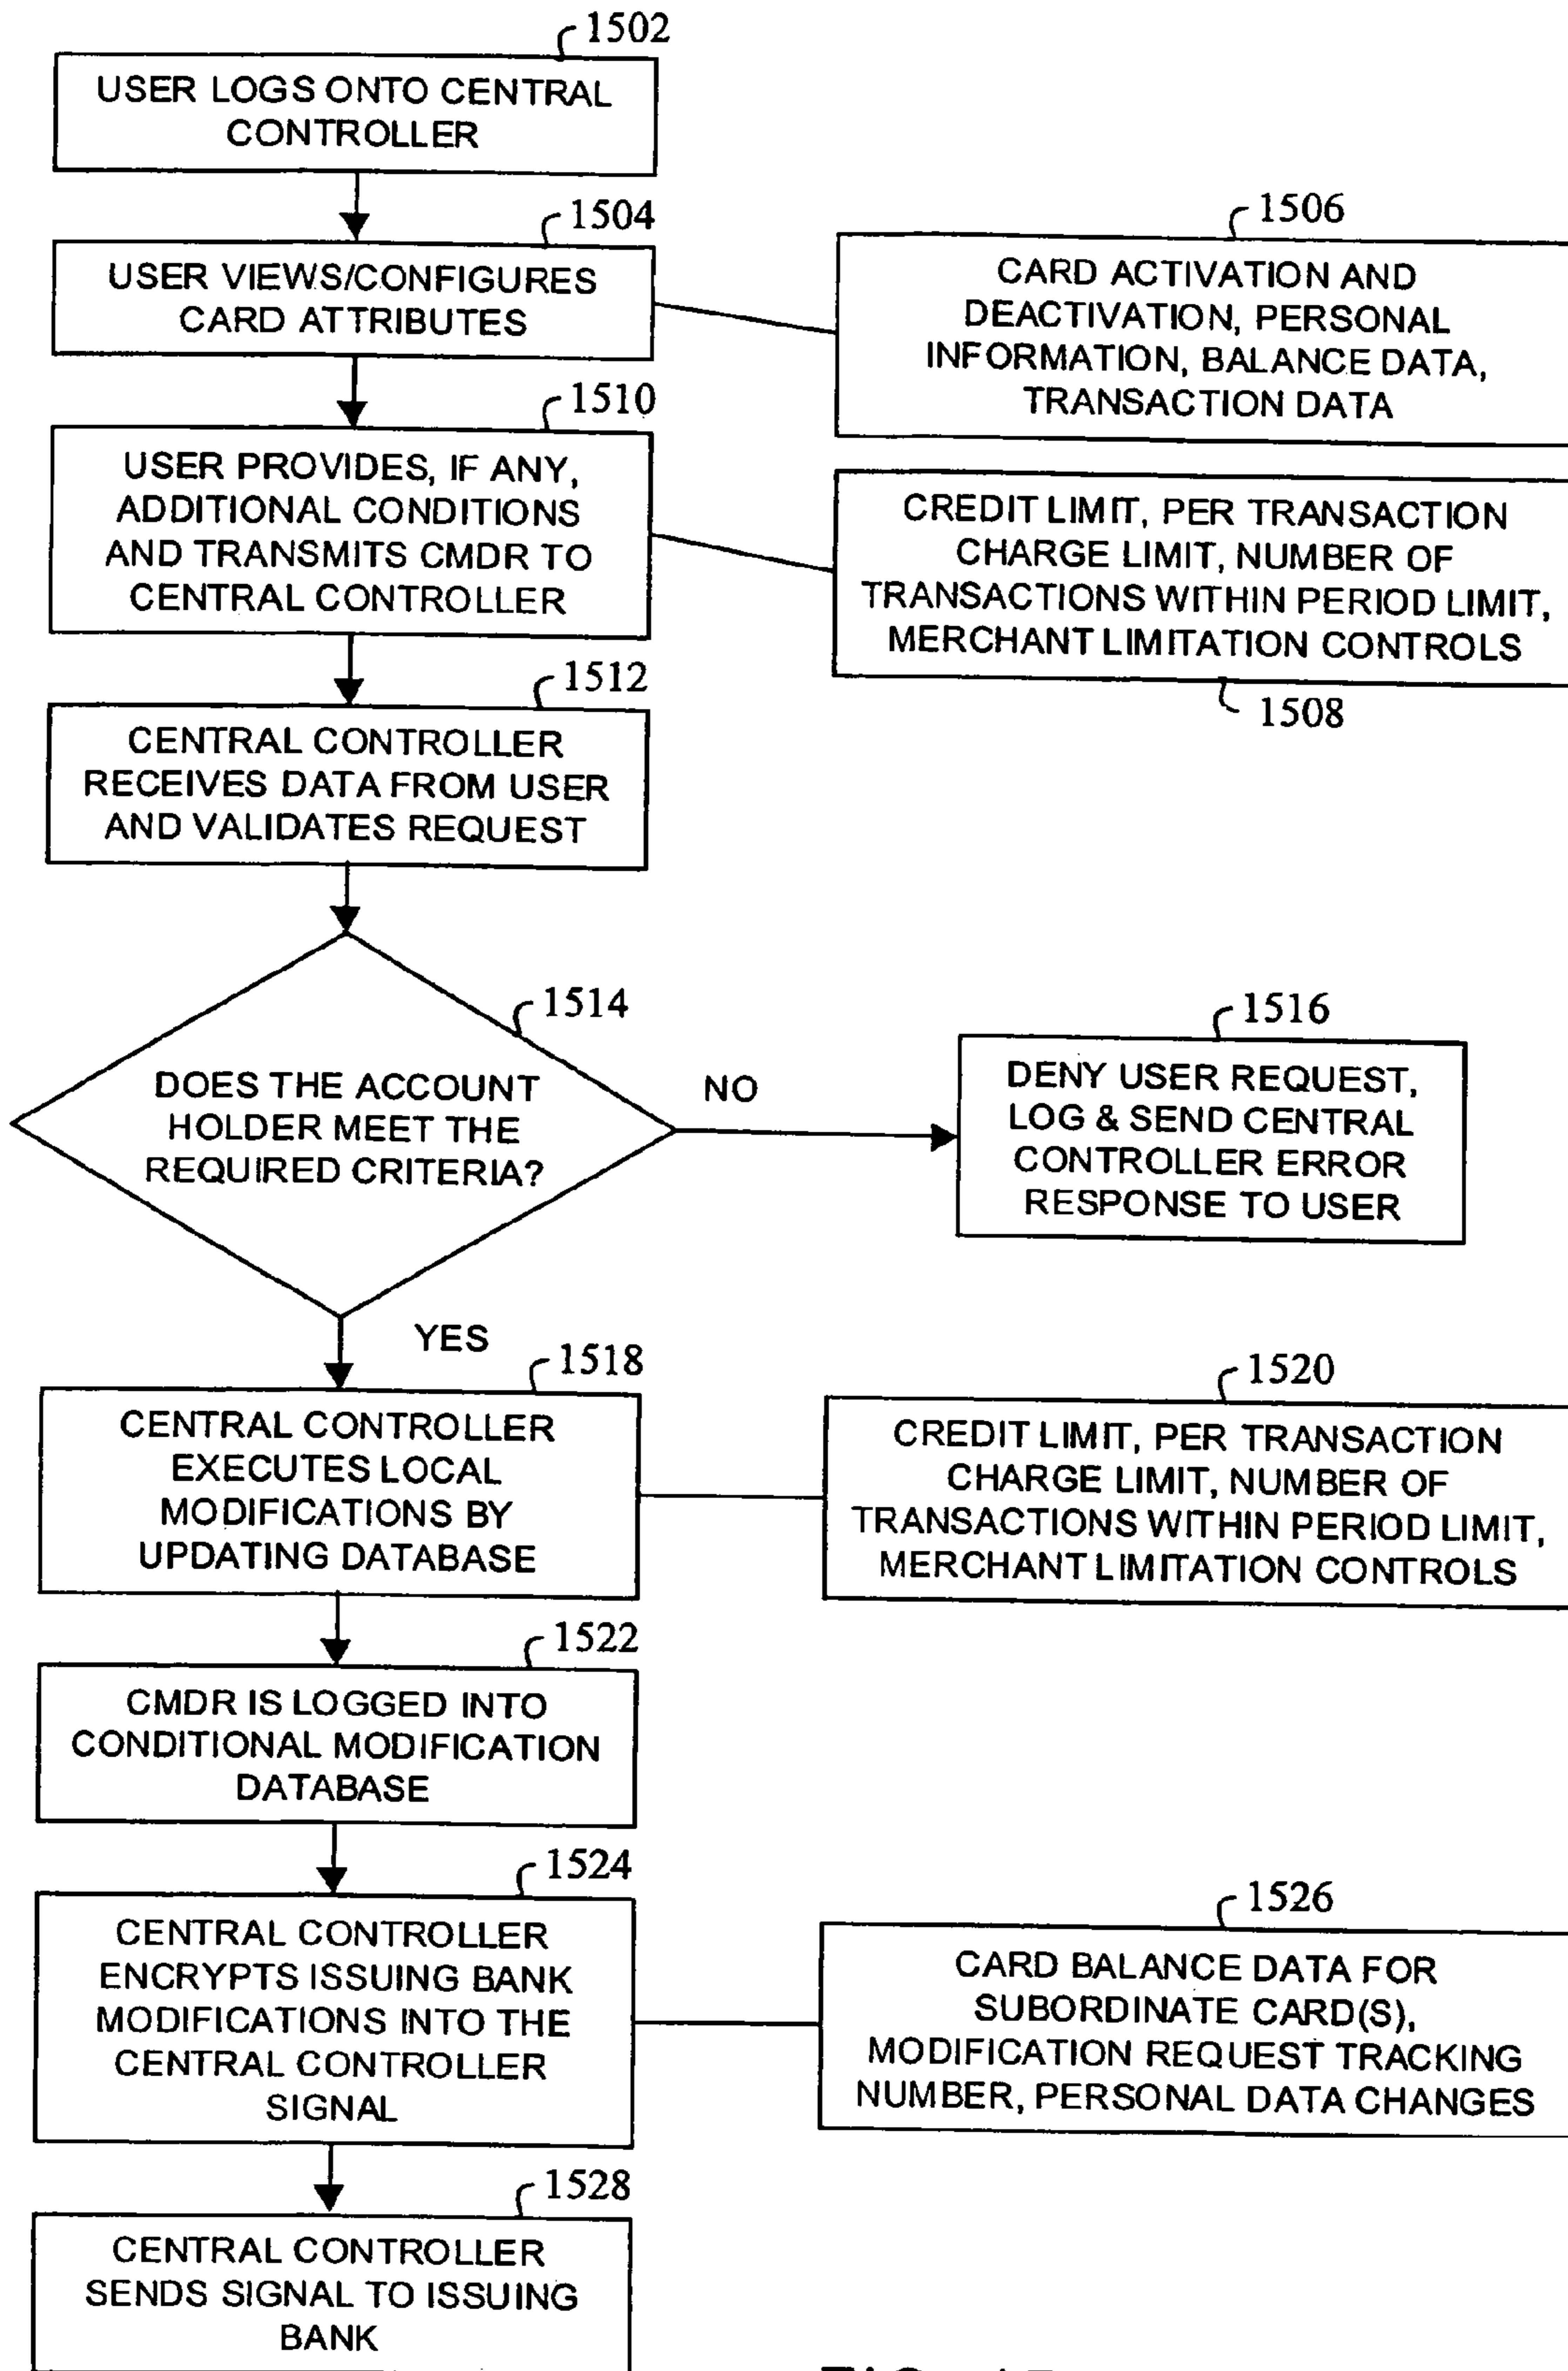 1502
USER LOGS ONTO CENTRAL
CONTROLLER
1504
USER VIEWS/CONFIGURES
CARD ATTRIBUTES
1506
CARD ACTIVATION AND
DEACTIVATION, PERSONAL
INFORMATION, BALANCE DATA,
TRANSACTION DATA
1510
USER PROVIDES, IF ANY,
ADDITIONAL CONDITIONS
AND TRANSMITS CMDR TO
CENTRAL CONTROLLER
CREDIT LIMIT, PER TRANSACTION
CHARGE LIMIT, NUMBER OF
TRANSACTIONS WITHIN PERIOD LIMIT,
MERCHANT LIMITATION CONTROLS
1508
1512
CENTRAL CONTROLLER
RECEIVES DATA FROM USER
AND VALIDATES REQUEST
1514
DOES THE ACCOUNT
HOLDER MEET THE
REQUIRED CRITERIA?
NO
1516
DENY USER REQUEST,
LOG & SEND CENTRAL
CONTROLLER ERROR
RESPONSE TO USER
YES
1518
CENTRAL CONTROLLER
EXECUTES LOCAL
MODIFICATIONS BY
UPDATING DATABASE
1520
CREDIT LIMIT, PER TRANSACTION
CHARGE LIMIT, NUMBER OF
TRANSACTIONS WITHIN PERIOD LIMIT,
MERCHANT LIMITATION CONTROLS
1522
CMDR IS LOGGED INTO
CONDITIONAL MODIFICATION
DATABASE
1524
CENTRAL CONTROLLER
ENCRYPTS ISSUING BANK
MODIFICATIONS INTO THE
CENTRAL CONTROLLER
SIGNAL
1526
CARD BALANCE DATA FOR
SUBORDINATE CARD(S),
MODIFICATION REQUEST TRACKING
NUMBER, PERSONAL DATA CHANGES
1528
CENTRAL CONTROLLER
SENDS SIGNAL TO ISSUING
BANK